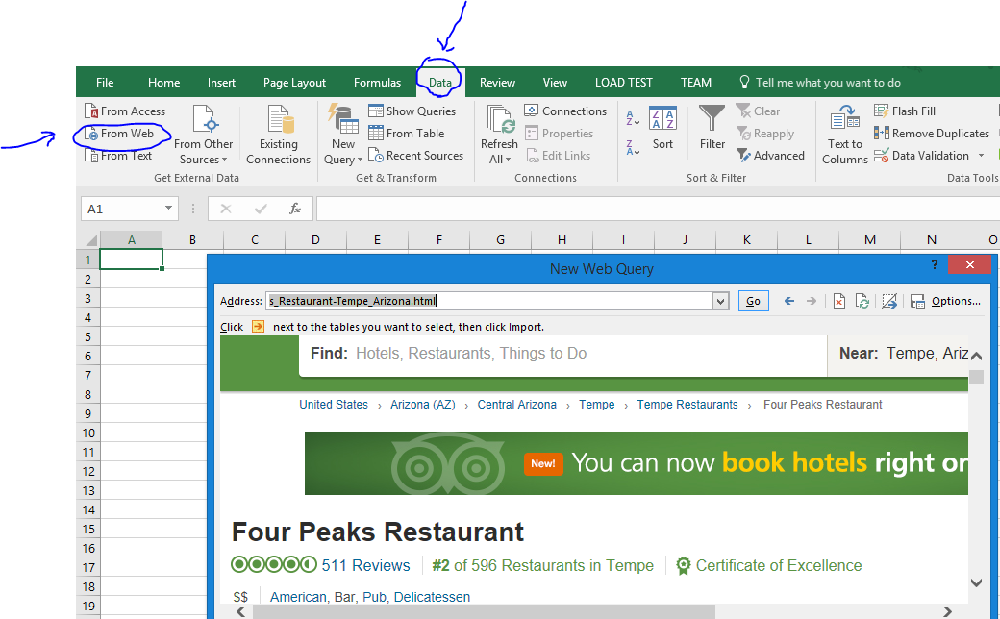 File Home Insert Page Layout Formulas Data Review View LOAD TEST TEAM Tell me what you want to do
From Access
From Web
From Text
From Other Sources
Existing Connections
Get External Data
New Query
Show Queries
From Table
Recent Sources
Get & Transform
Refresh All
Connections
Properties
Edit Links
Connections
A Z
Z A
Z A A Z
Sort
Filter
Clear
Reapply
Advanced
Sort & Filter
Text to Columns
Flash Fill
Remove Duplicates
Data Validation
Data Tools
A1 fx
A B C D E F G H I J K L M N O
1
2
3
4
5
6
7
8
9
10
11
12
13
14
15
16
17
18
19
New Web Query ?
Address: s_Restaurant-Tempe_Arizona.html Go Options...
Click next to the tables you want to select, then click Import.
Find: Hotels, Restaurants, Things to Do Near: Tempe, Ariz
United States › Arizona (AZ) › Central Arizona › Tempe › Tempe Restaurants › Four Peaks Restaurant
New! You can now book hotels right or
Four Peaks Restaurant
511 Reviews #2 of 596 Restaurants in Tempe Certificate of Excellence
$$ American, Bar, Pub, Delicatessen